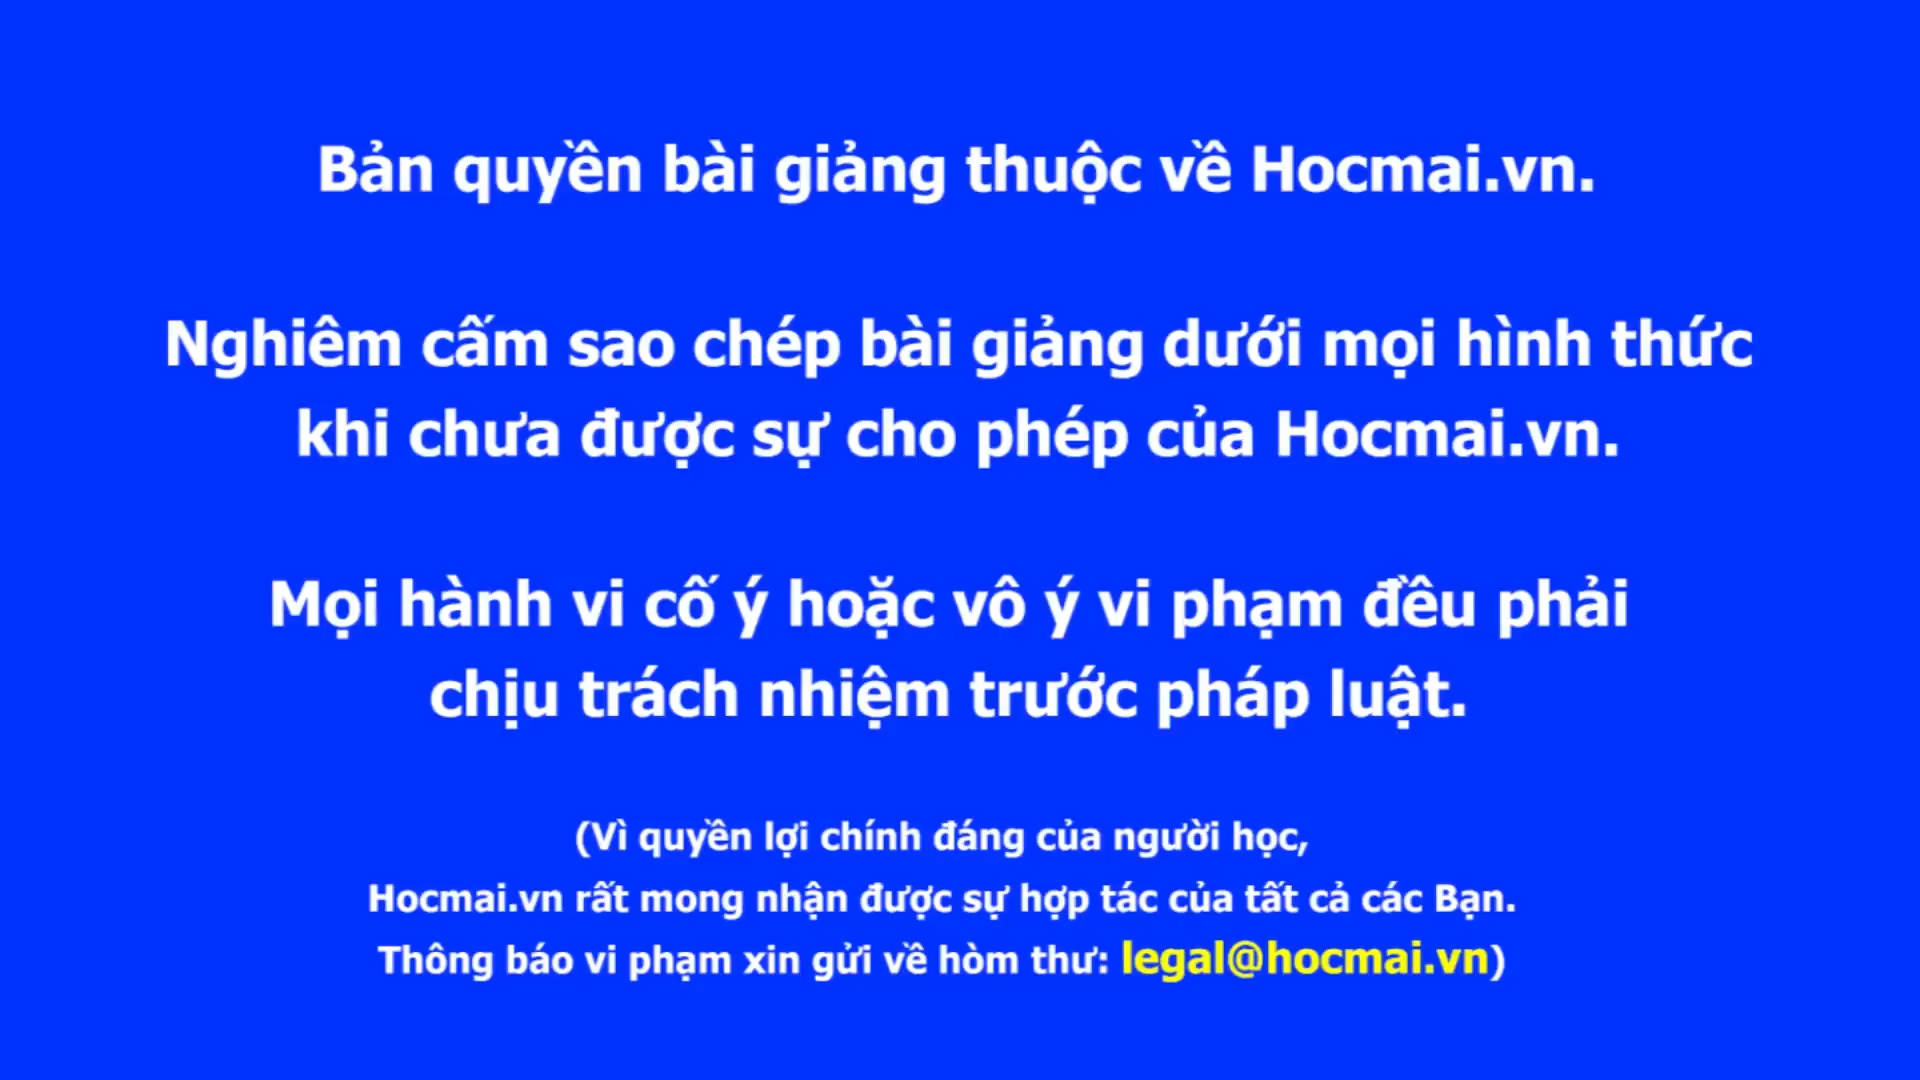 Bản quyền bài giảng thuộc về Hocmai.vn.
Nghiêm cấm sao chép bài giảng dưới mọi hình thức
khi chưa được sự cho phép của Hocmai.vn.
Mọi hành vi cố ý hoặc vô ý vi phạm đều phải
chịu trách nhiệm trước pháp luật.
(Vì quyền lợi chính đáng của người học,
Hocmai.vn rất mong nhận được sự hợp tác của tất cả các Bạn.
Thông báo vi phạm xin gửi về hòm thư: legal@hocmai.vn)